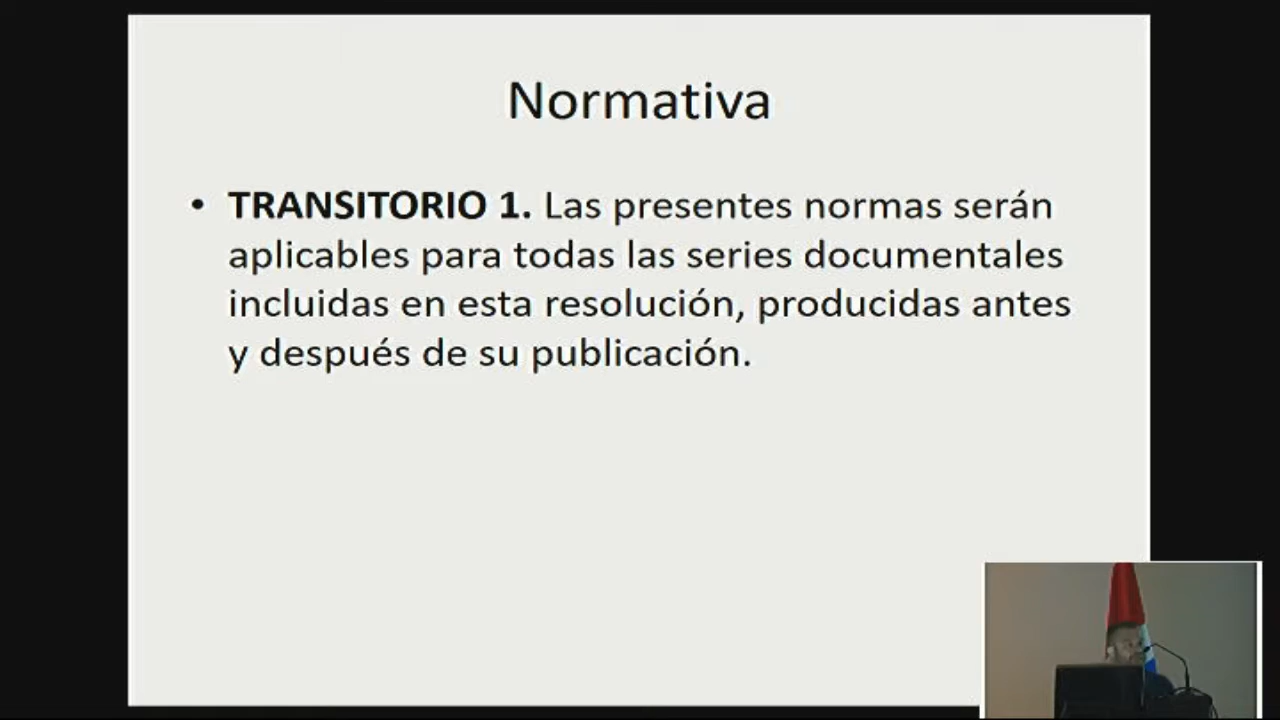 Normativa
• TRANSITORIO 1. Las presentes normas serán
aplicables para todas las series documentales
incluidas en esta resolución, producidas antes
y después de su publicación.